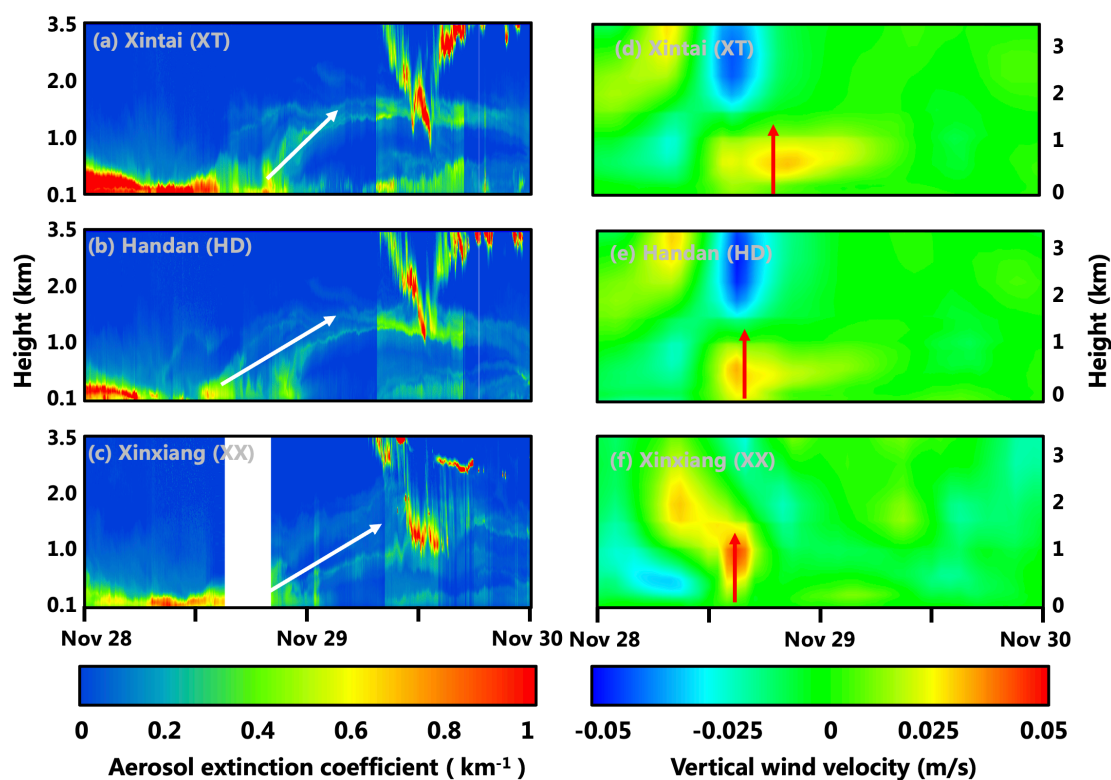 3.5
(a) Xintai (XT)
2.0
1.0
0.1
(d) Xintai (XT)
3
2
1
0
3.5
(b) Handan (HD)
2.0
1.0
0.1
(e) Handan (HD)
3
2
1
0
3.5
(c) Xinxiang (XX)
2.0
1.0
0.1
(f) Xinxiang (XX)
3
2
1
0
Height (km)
Height (km)
Nov 28 Nov 29 Nov 30
Nov 28 Nov 29 Nov 30
0 0.2 0.4 0.6 0.8 1
Aerosol extinction coefficient ( km⁻¹)
-0.05 -0.025 0 0.025 0.05
Vertical wind velocity (m/s)